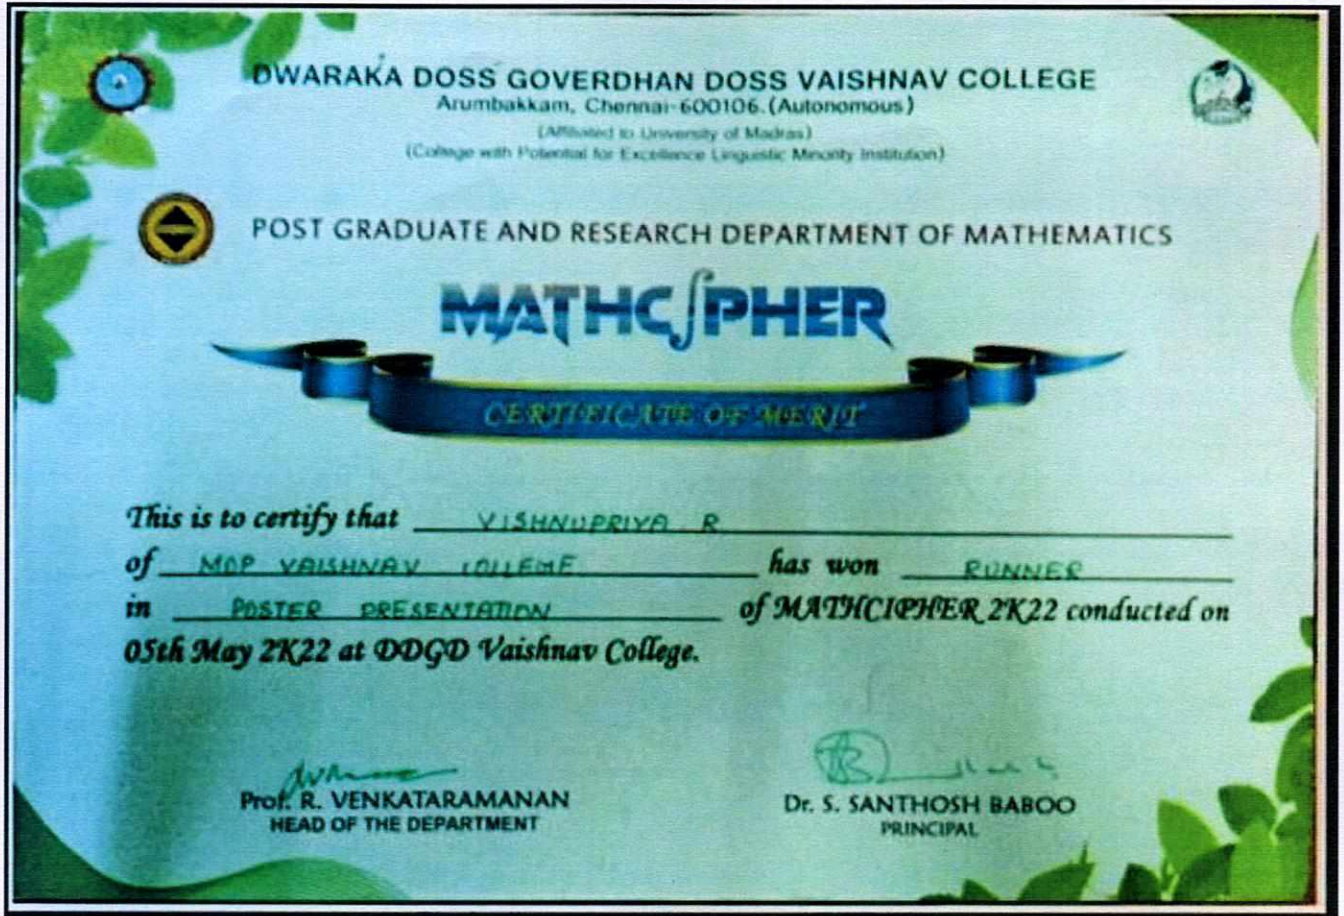 DWARAKA DOSS GOVERDHAN DOSS VAISHNAV COLLEGE
Arumbakkam, Chennai-600106.(Autonomous)
(Affiliated to University of Madras)
(College with Potential for Excellence Linguistic Minority Institution)
POST GRADUATE AND RESEARCH DEPARTMENT OF MATHEMATICS
MATHC∫PHER
CERTIFICATE OF MERIT
This is to certify that VISHNUPRIYA R
of MOP VAISHNAV COLLEGE has won RUNNER
in POSTER PRESENTATION of MATHCIPHER 2K22 conducted on
05th May 2K22 at DDGD Vaishnav College.
Prof. R. VENKATARAMANAN
HEAD OF THE DEPARTMENT
Dr. S. SANTHOSH BABOO
PRINCIPAL